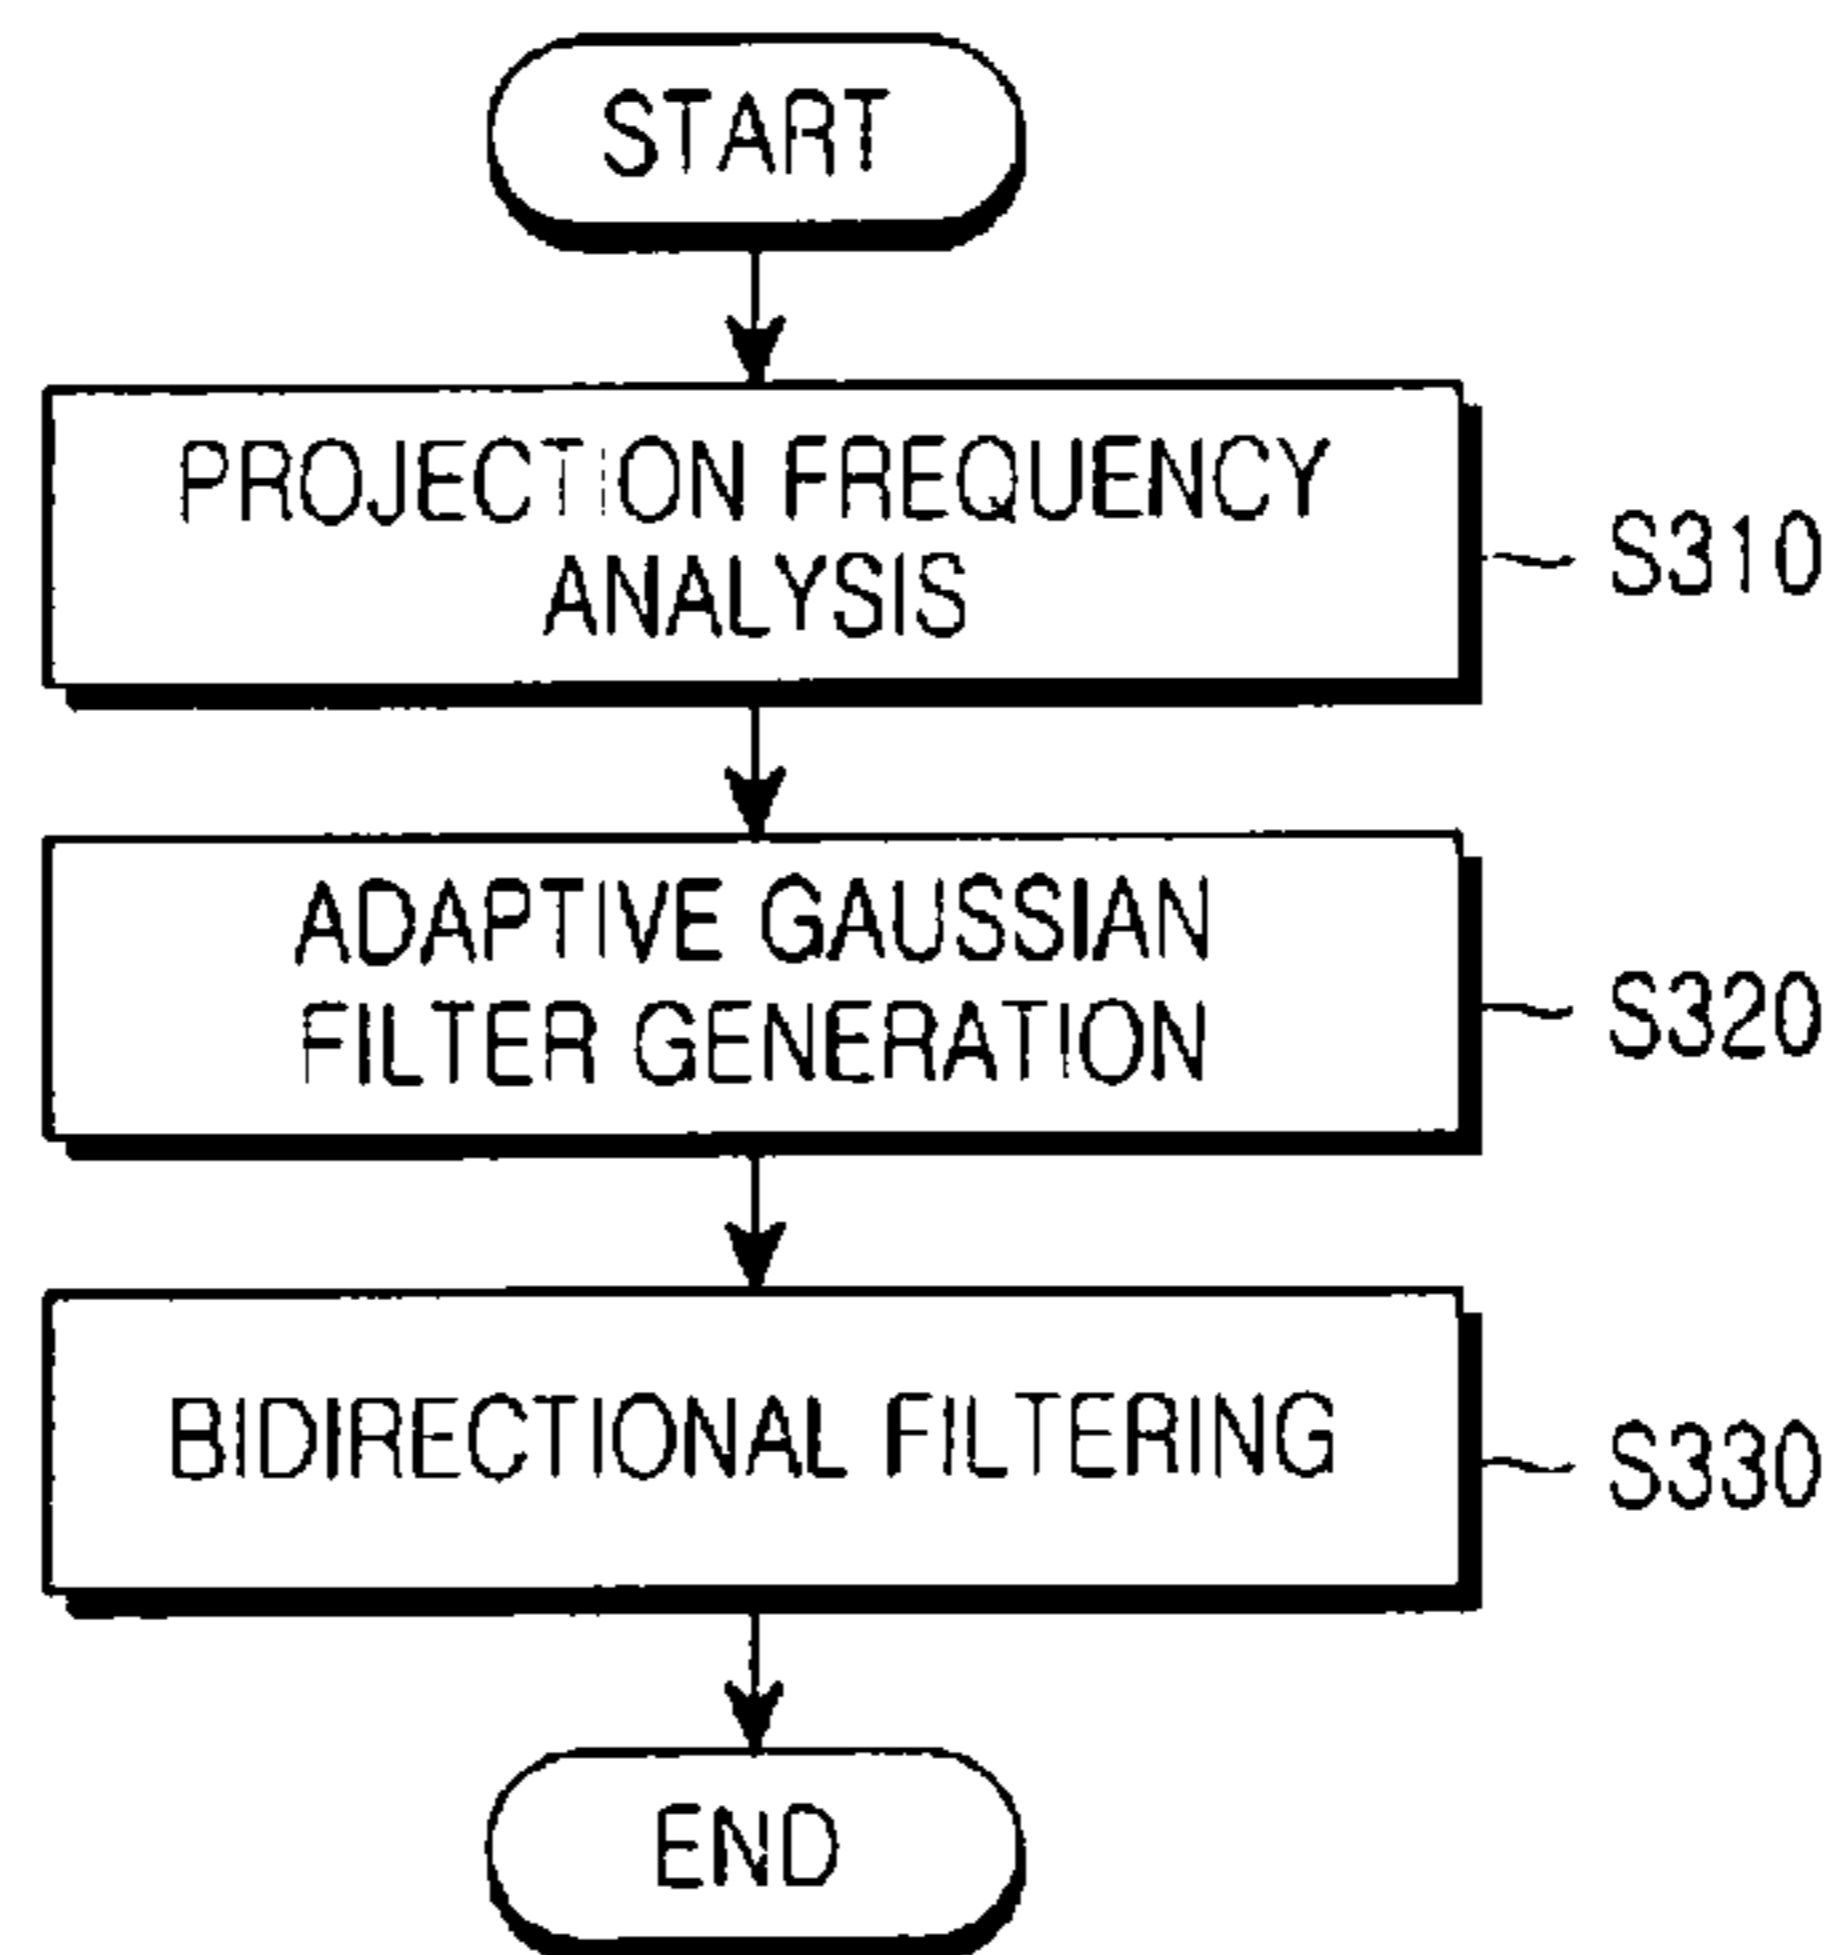 START
PROJECTION FREQUENCY
ANALYSIS
S310
ADAPTIVE GAUSSIAN
FILTER GENERATION
S320
BIDIRECTIONAL FILTERING
S330
END